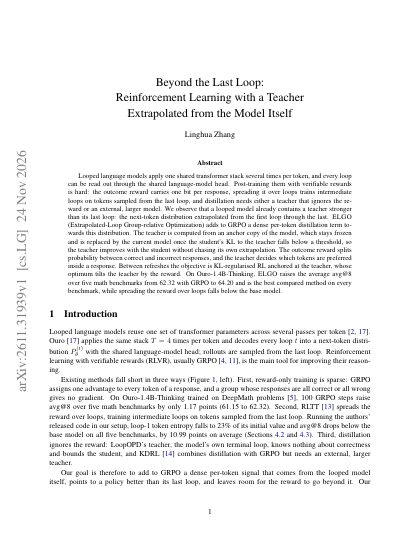 arXiv:2611.31939v1 [cs.LG] 24 Nov 2026
Beyond the Last Loop:
Reinforcement Learning with a Teacher
Extrapolated from the Model Itself
Linghua Zhang
Abstract
Looped language models apply one shared transformer stack several times per token, and every loop
can be read out through the shared language-model head. Post-training them with verifiable rewards
is hard: the outcome reward carries one bit per response, spreading it over loops trains intermediate
loops on tokens sampled from the last loop, and distillation needs either a teacher that ignores the re-
ward or an external, larger model. We observe that a looped model already contains a teacher stronger
than its last loop: the next-token distribution extrapolated from the first loop through the last. ELGO
(Extrapolated-Loop Group-relative Optimization) adds to GRPO a dense per-token distillation term to-
wards this distribution. The teacher is computed from an anchor copy of the model, which stays frozen
and is replaced by the current model once the student's KL to the teacher falls below a threshold, so
the teacher improves with the student without chasing its own extrapolation. The outcome reward splits
probability between correct and incorrect responses, and the teacher decides which tokens are preferred
inside a response. Between refreshes the objective is KL-regularised RL anchored at the teacher, whose
optimum tilts the teacher by the reward. On Ouro-1.4B-Thinking, ELGO raises the average avg@8
over five math benchmarks from 62.32 with GRPO to 64.20 and is the best compared method on every
benchmark, while spreading the reward over loops falls below the base model.
1 Introduction
Looped language models reuse one set of transformer parameters across several passes per token [2, 17].
Ouro [17] applies the same stack T = 4 times per token and decodes every loop t into a next-token distri-
bution P_θ^(t) with the shared language-model head; rollouts are sampled from the last loop. Reinforcement
learning with verifiable rewards (RLVR), usually GRPO [4, 11], is the main tool for improving their reason-
ing.
Existing methods fall short in three ways (Figure 1, left). First, reward-only training is sparse: GRPO
assigns one advantage to every token of a response, and a group whose responses are all correct or all wrong
gives no gradient. On Ouro-1.4B-Thinking trained on DeepMath problems [5], 100 GRPO steps raise
avg@8 over five math benchmarks by only 1.17 points (61.15 to 62.32). Second, RLTT [13] spreads the
reward over loops, training intermediate loops on tokens sampled from the last loop. Running the authors'
released code in our setup, loop-1 token entropy falls to 23% of its initial value and avg@8 drops below the
base model on all five benchmarks, by 10.99 points on average (Sections 4.2 and 4.3). Third, distillation
ignores the reward: LoopOPD's teacher, the model's own terminal loop, knows nothing about correctness
and bounds the student, and KDRL [14] combines distillation with GRPO but needs an external, larger
teacher.
Our goal is therefore to add to GRPO a dense per-token signal that comes from the looped model
itself, points to a policy better than its last loop, and leaves room for the reward to go beyond it. Our
1